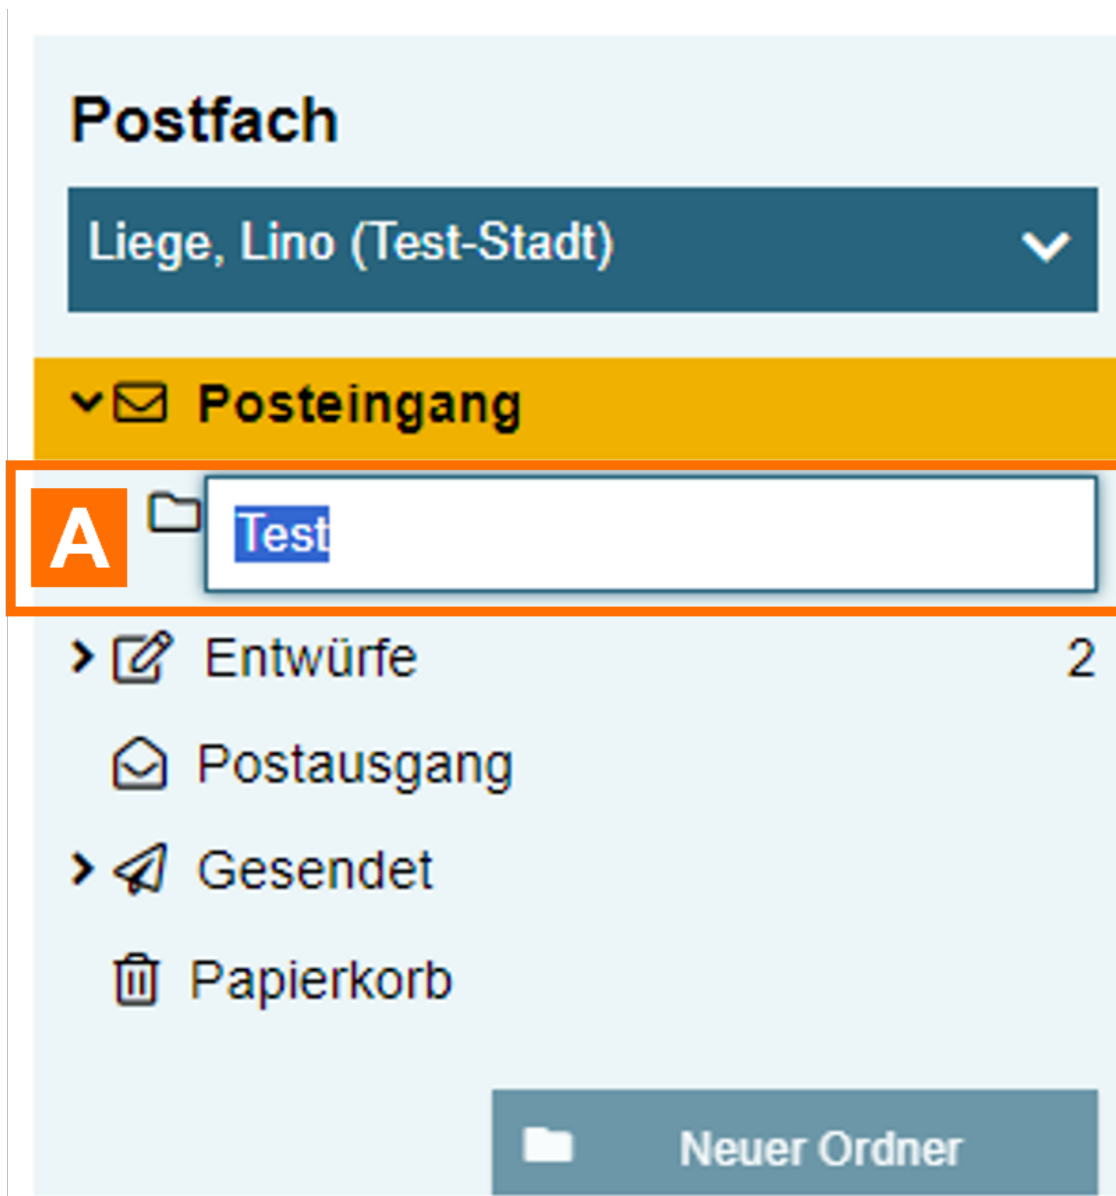 Postfach
Liege, Lino (Test-Stadt)
Posteingang
A Test
Entwürfe 2
Postausgang
Gesendet
Papierkorb
Neuer Ordner